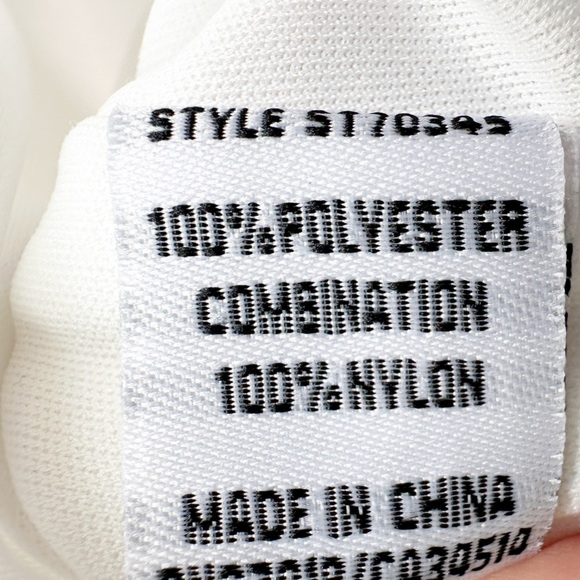 STYLE ST70345
100%POLYESTER
COMBINATION
100%NYLON
MADE IN CHINA